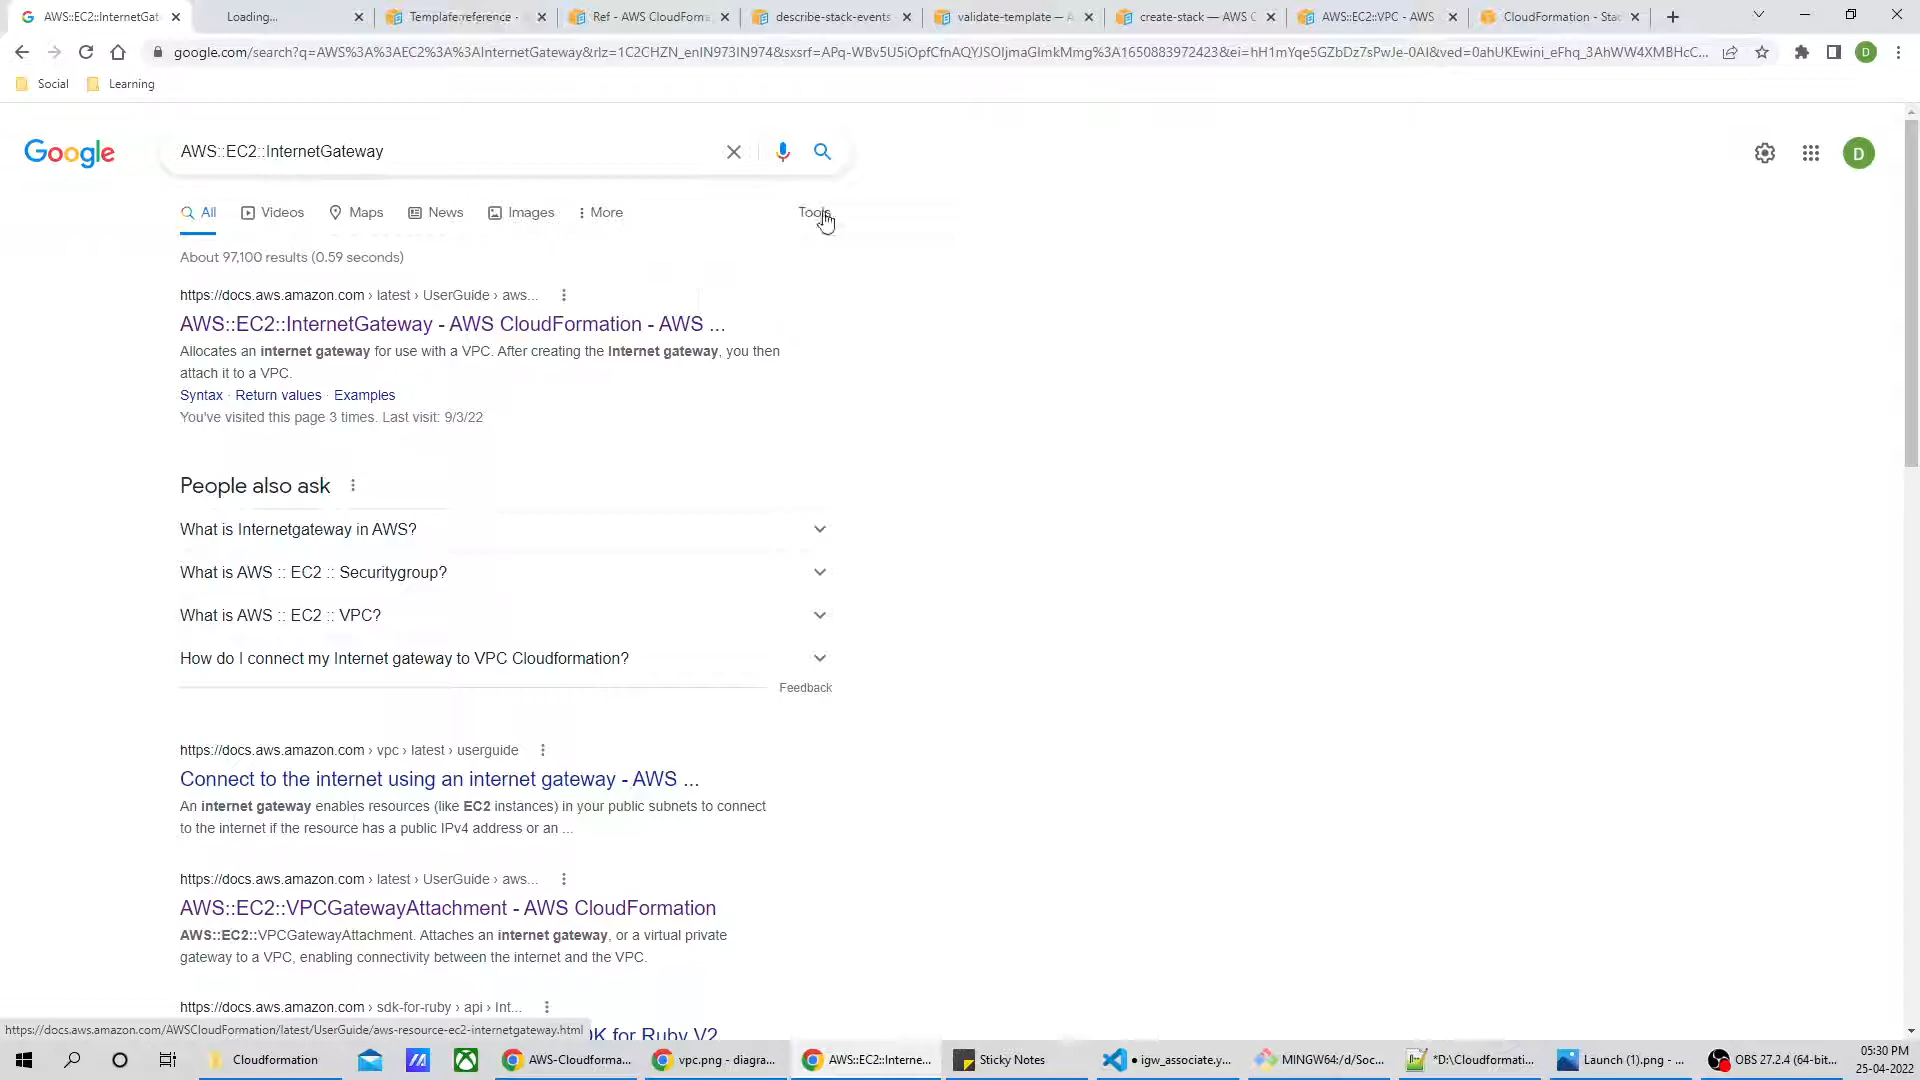 AWS::EC2::InternetGat
Loading...
Template reference -
Ref - AWS CloudForm
describe-stack-events
validate-template — A
create-stack — AWS C
AWS::EC2::VPC - AWS
CloudFormation - Stac
google.com/search?q=AWS%3A%3AEC2%3A%3AInternetGateway&rlz=1C2CHZN_enIN973IN974&sxsrf=APq-WBv5U5iOpfCfnAQYJSOIjmaGlmkMmg%3A1650883972423&ei=hH1mYqe5GZbDz7sPwJe-0AI&ved=0ahUKEwini_eFhq_3AhWW4XMBHcC...
D
Social
Learning
Google
AWS::EC2::InternetGateway
D
All
Videos
Maps
News
Images
More
Tools
About 97,100 results (0.59 seconds)
https://docs.aws.amazon.com › latest › UserGuide › aws...
AWS::EC2::InternetGateway - AWS CloudFormation - AWS ...
Allocates an internet gateway for use with a VPC. After creating the Internet gateway, you then
attach it to a VPC.
Syntax · Return values · Examples
You've visited this page 3 times. Last visit: 9/3/22
People also ask
What is Internetgateway in AWS?
What is AWS :: EC2 :: Securitygroup?
What is AWS :: EC2 :: VPC?
How do I connect my Internet gateway to VPC Cloudformation?
Feedback
https://docs.aws.amazon.com › vpc › latest › userguide
Connect to the internet using an internet gateway - AWS ...
An internet gateway enables resources (like EC2 instances) in your public subnets to connect
to the internet if the resource has a public IPv4 address or an ...
https://docs.aws.amazon.com › latest › UserGuide › aws...
AWS::EC2::VPCGatewayAttachment - AWS CloudFormation
AWS::EC2::VPCGatewayAttachment. Attaches an internet gateway, or a virtual private
gateway to a VPC, enabling connectivity between the internet and the VPC.
https://docs.aws.amazon.com › sdk-for-ruby › api › Int...
DK for Ruby V2
https://docs.aws.amazon.com/AWSCloudFormation/latest/UserGuide/aws-resource-ec2-internetgateway.html
Cloudformation
AWS-Cloudforma...
vpc.png - diagra...
AWS::EC2::Interne...
Sticky Notes
● igw_associate.y...
MINGW64:/d/Soc...
*D:\Cloudformati...
Launch (1).png - ...
OBS 27.2.4 (64-bit...
05:30 PM
25-04-2022